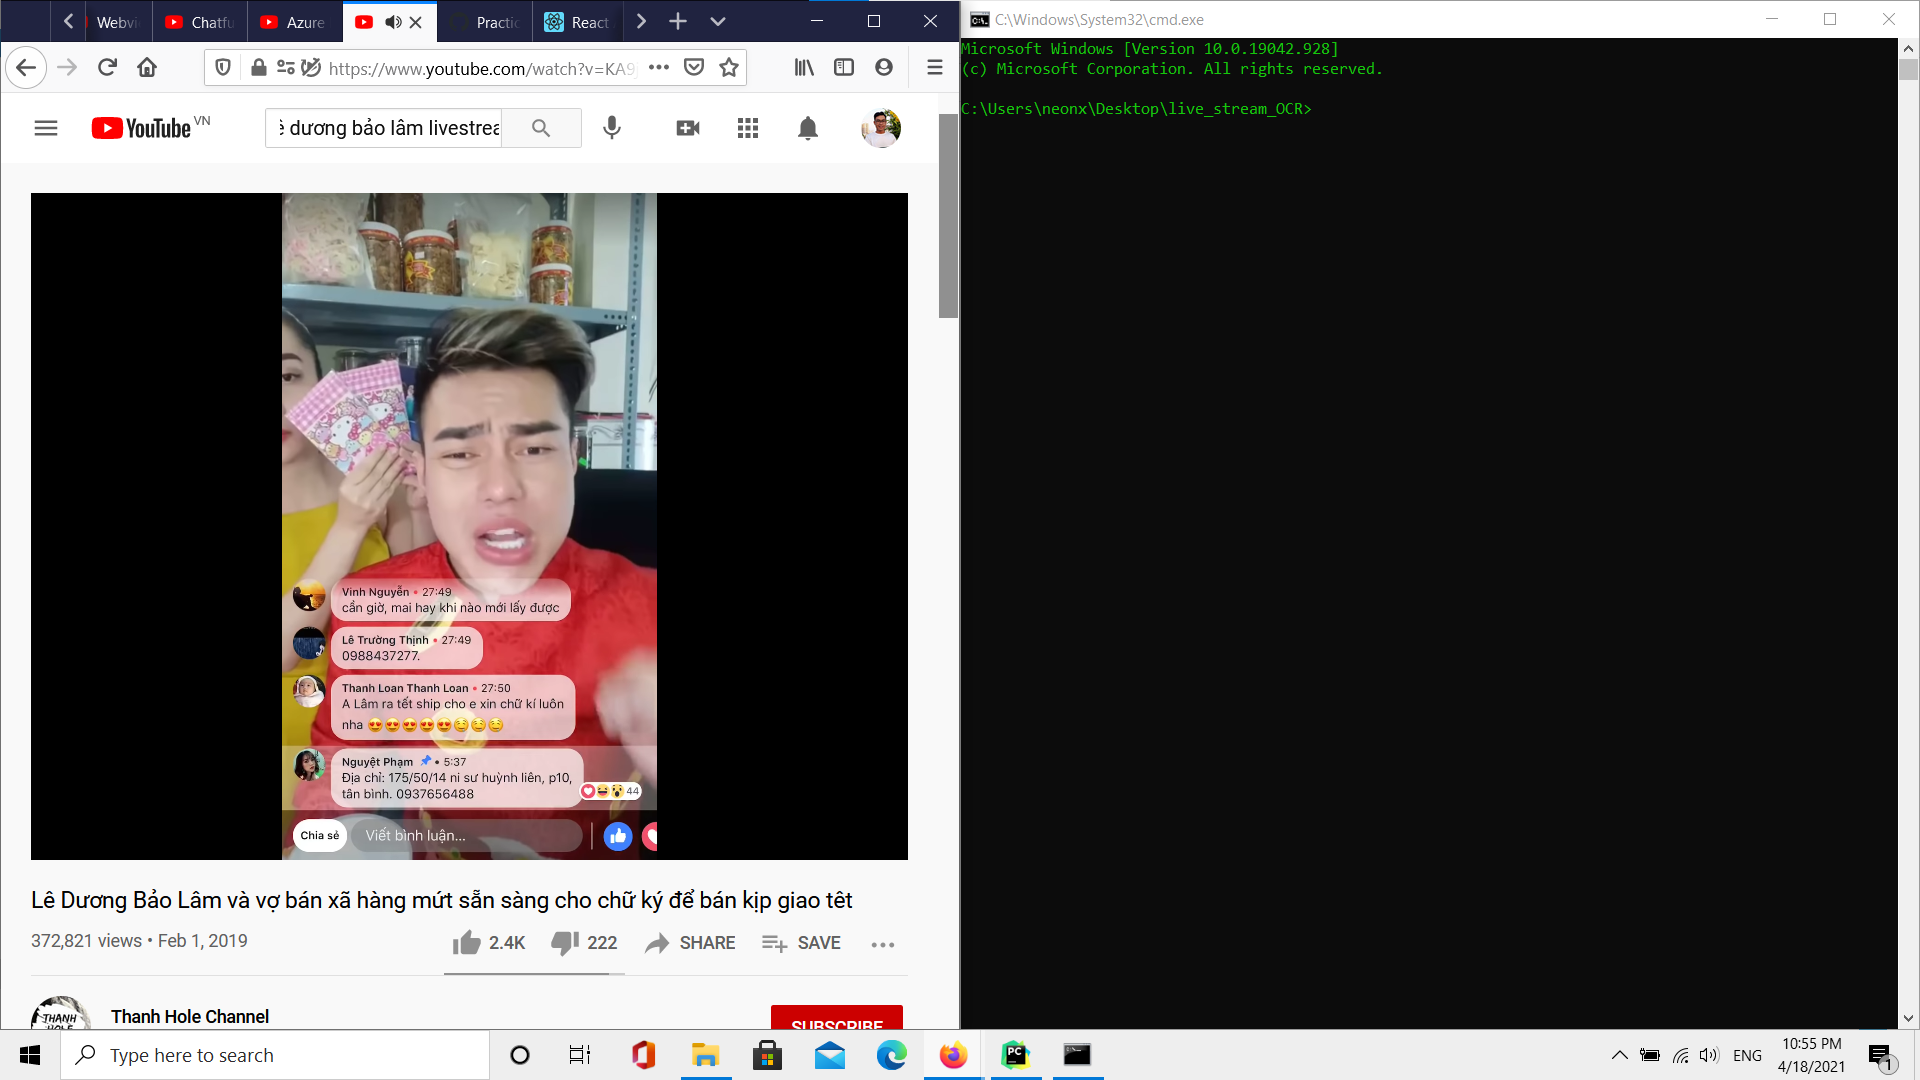 Webvi
Chatfu
Azure
Practic
React
https://www.youtube.com/watch?v=KA9
YouTube VN
ê dương bảo lâm livestrea
Vinh Nguyễn • 27:49
cần giờ, mai hay khi nào mới lấy được
Lê Trường Thịnh • 27:49
0988437277.
Thanh Loan Thanh Loan • 27:50
A Lâm ra tết ship cho e xin chữ kí luôn
nha 😍😍😍😍😍😋😋😋
Nguyệt Phạm 📌 • 5:37
Địa chỉ: 175/50/14 ni sư huỳnh liên, p10,
tân bình. 0937656488
44
Chia sẻ
Viết bình luận...
Lê Dương Bảo Lâm và vợ bán xã hàng mứt sẵn sàng cho chữ ký để bán kịp giao têt
372,821 views • Feb 1, 2019
2.4K
222
SHARE
SAVE
THANH
HOLE
Thanh Hole Channel
SUBSCRIBE
C:\Windows\System32\cmd.exe
Microsoft Windows [Version 10.0.19042.928]
(c) Microsoft Corporation. All rights reserved.
C:\Users\neonx\Desktop\live_stream_OCR>
Type here to search
ENG
10:55 PM
4/18/2021
1